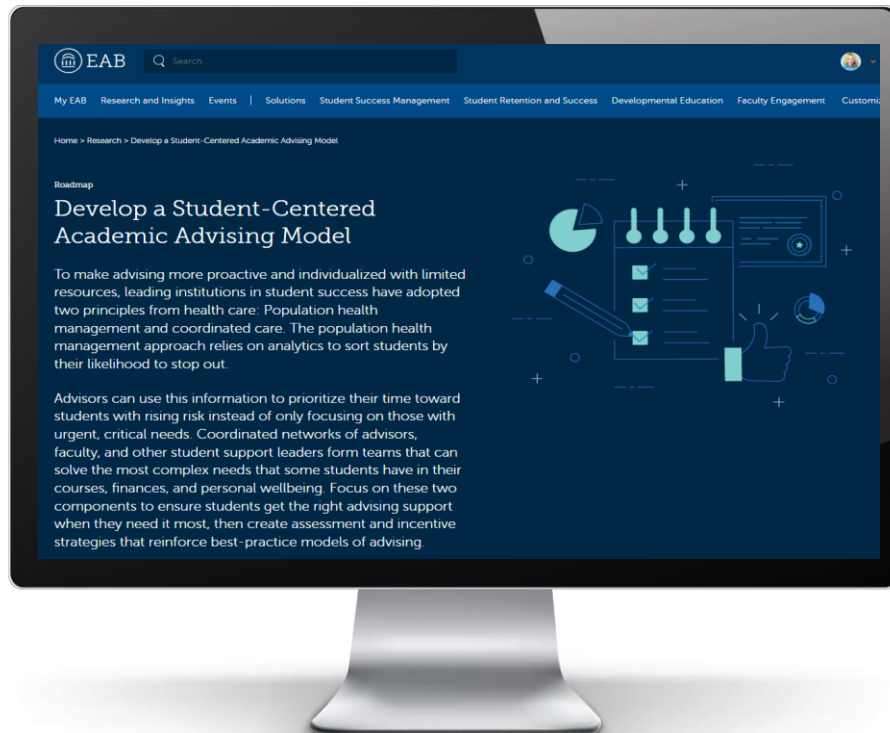 EAB
Search
My EAB Research and Insights Events | Solutions Student Success Management Student Retention and Success Developmental Education Faculty Engagement
Home > Research > Develop a Student-Centered Academic Advising Model
Roadmap
Develop a Student-Centered
Academic Advising Model
To make advising more proactive and individualized with limited
resources, leading institutions in student success have adopted
two principles from health care: Population health
management and coordinated care. The population health
management approach relies on analytics to sort students by
their likelihood to stop out.
Advisors can use this information to prioritize their time toward
students with rising risk instead of only focusing on those with
urgent, critical needs. Coordinated networks of advisors,
faculty, and other student support leaders form teams that can
solve the most complex needs that some students have in their
courses, finances, and personal wellbeing. Focus on these two
components to ensure students get the right advising support
when they need it most, then create assessment and incentive
strategies that reinforce best-practice models of advising.